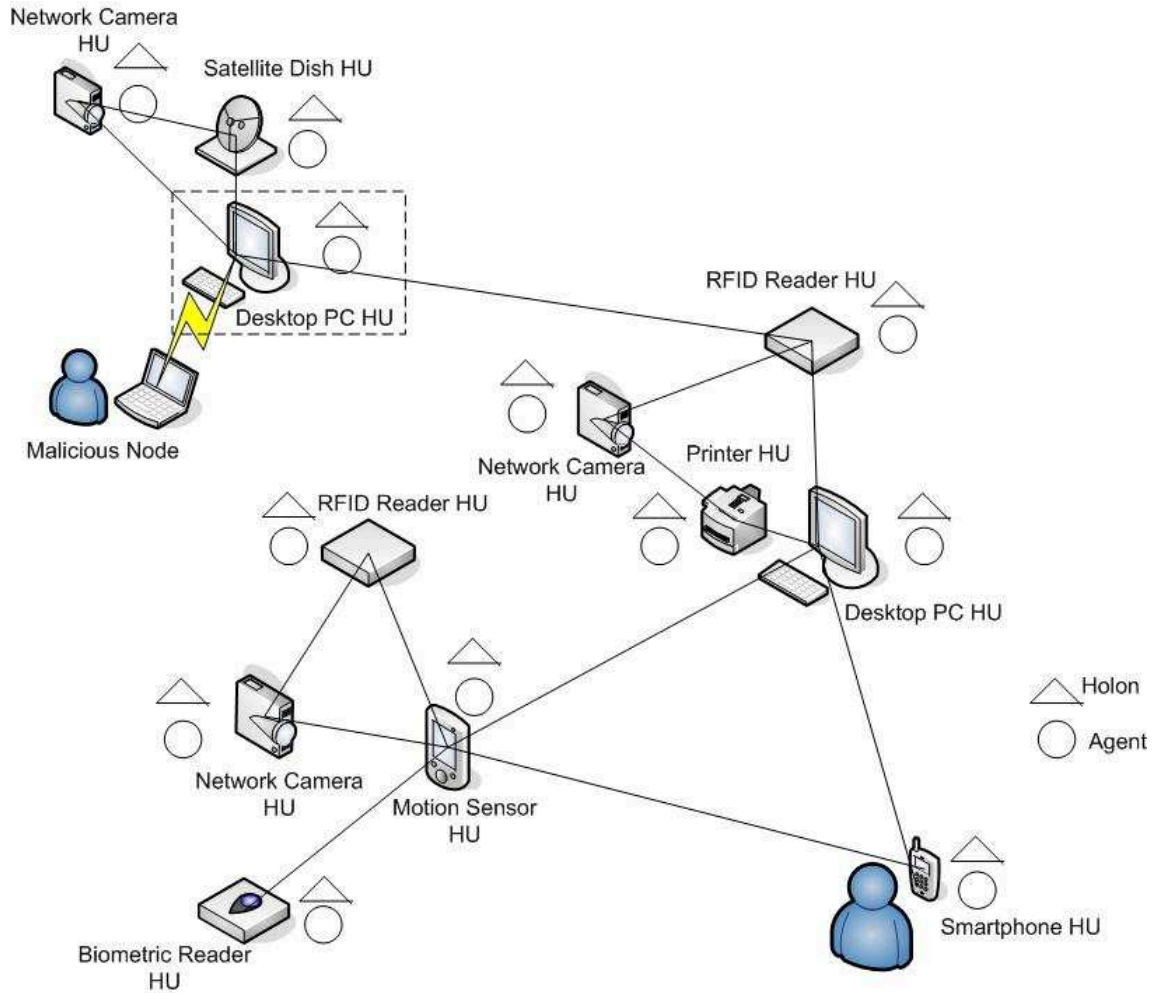 Network Camera
HU
Satellite Dish HU
Desktop PC HU
Malicious Node
RFID Reader HU
Network Camera
HU
Printer HU
Desktop PC HU
RFID Reader HU
Network Camera
HU
Motion Sensor
HU
Biometric Reader
HU
Smartphone HU
Holon
Agent